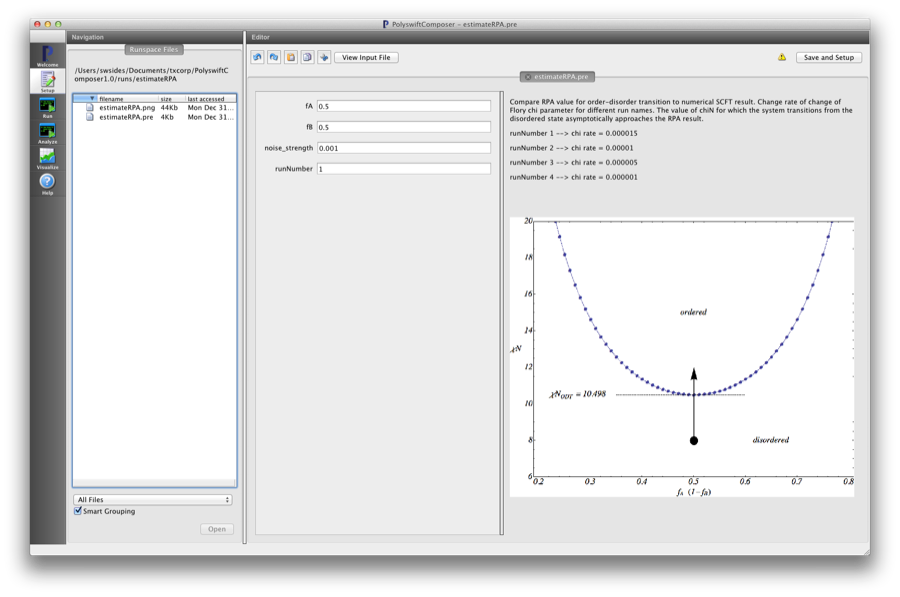 PolyswiftComposer - estimateRPA.pre
Navigation
Editor
Runspace Files
View Input File
Save and Setup
Welcome
Setup
Run
Analyze
Visualize
Help
/Users/swsides/Documents/txcorp/PolyswiftC
omposer1.0/runs/estimateRPA
filename size last accessed
estimateRPA.png 44Kb Mon Dec 31...
estimateRPA.pre 4Kb Mon Dec 31...
All Files
Smart Grouping
Open
estimateRPA.pre
fA 0.5
fB 0.5
noise_strength 0.001
runNumber 1
Compare RPA value for order-disorder transition to numerical SCFT result. Change rate of change of
Flory chi parameter for different run names. The value of chiN for which the system transitions from the
disordered state asymptotically approaches the RPA result.
runNumber 1 --> chi rate = 0.000015
runNumber 2 --> chi rate = 0.00001
runNumber 3 --> chi rate = 0.000005
runNumber 4 --> chi rate = 0.000001
20
18
16
ordered
14
χN
12
χN_ODT = 10.498
10
8
disordered
6
0.2 0.3 0.4 0.5 0.6 0.7 0.8
f_A (1-fa)